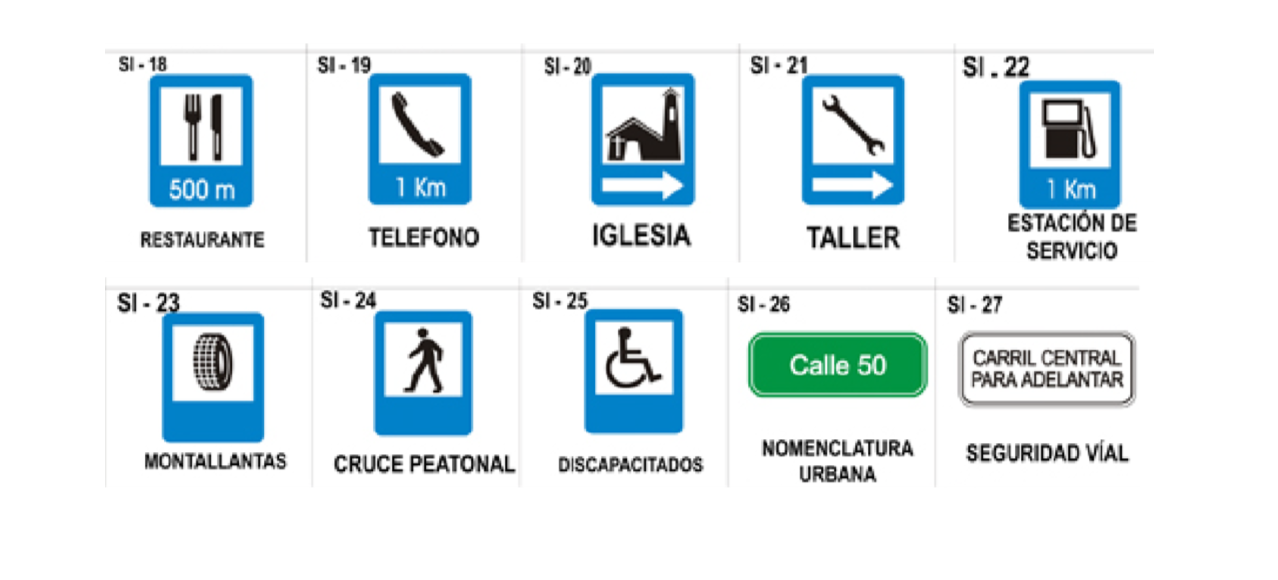 SI - 18
500 m
RESTAURANTE
SI - 19
1 Km
TELEFONO
SI - 20
IGLESIA
SI - 21
TALLER
SI . 22
1 Km
ESTACIÓN DE
SERVICIO
SI - 23
MONTALLANTAS
SI - 24
CRUCE PEATONAL
SI - 25
DISCAPACITADOS
SI - 26
Calle 50
NOMENCLATURA
URBANA
SI - 27
CARRIL CENTRAL
PARA ADELANTAR
SEGURIDAD VÍAL